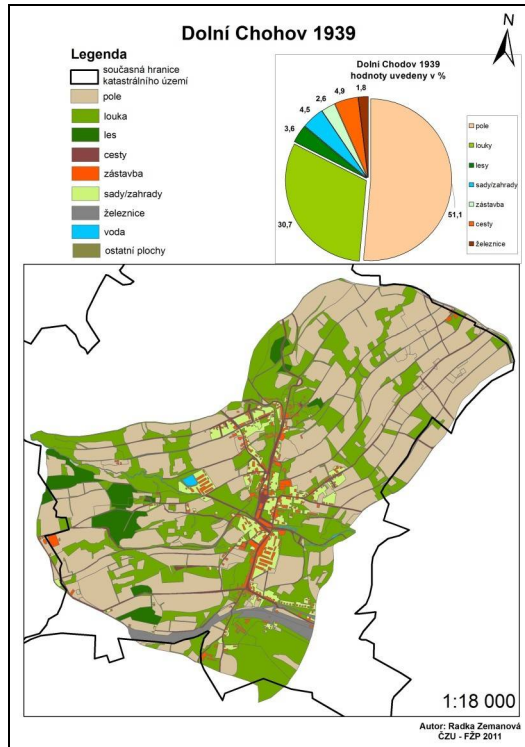 Dolní Chohov 1939
N
Legenda
současná hranice
katastrálního území
pole
louka
les
cesty
zástavba
sady/zahrady
železnice
voda
ostatní plochy
Dolní Chodov 1939
hodnoty uvedeny v %
1,8
4,9
2,6
4,5
3,6
30,7
51,1
pole
louky
lesy
sady/zahrady
zástavba
cesty
železnice
1:18 000
Autor: Radka Zemanová
ČZU - FŽP 2011